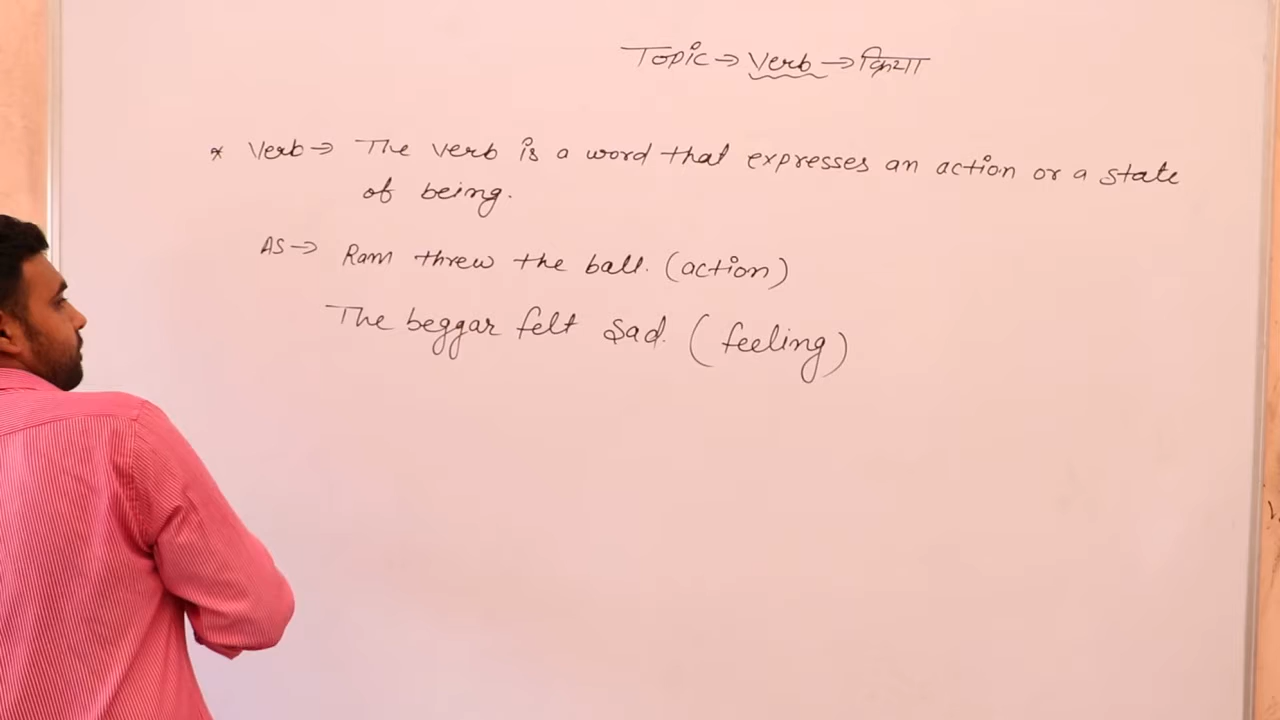 Topic → Verb → क्रिया
* Verb → The verb is a word that expresses an action or a state
of being.
AS → Ram threw the ball. (action)
The beggar felt sad. (feeling)